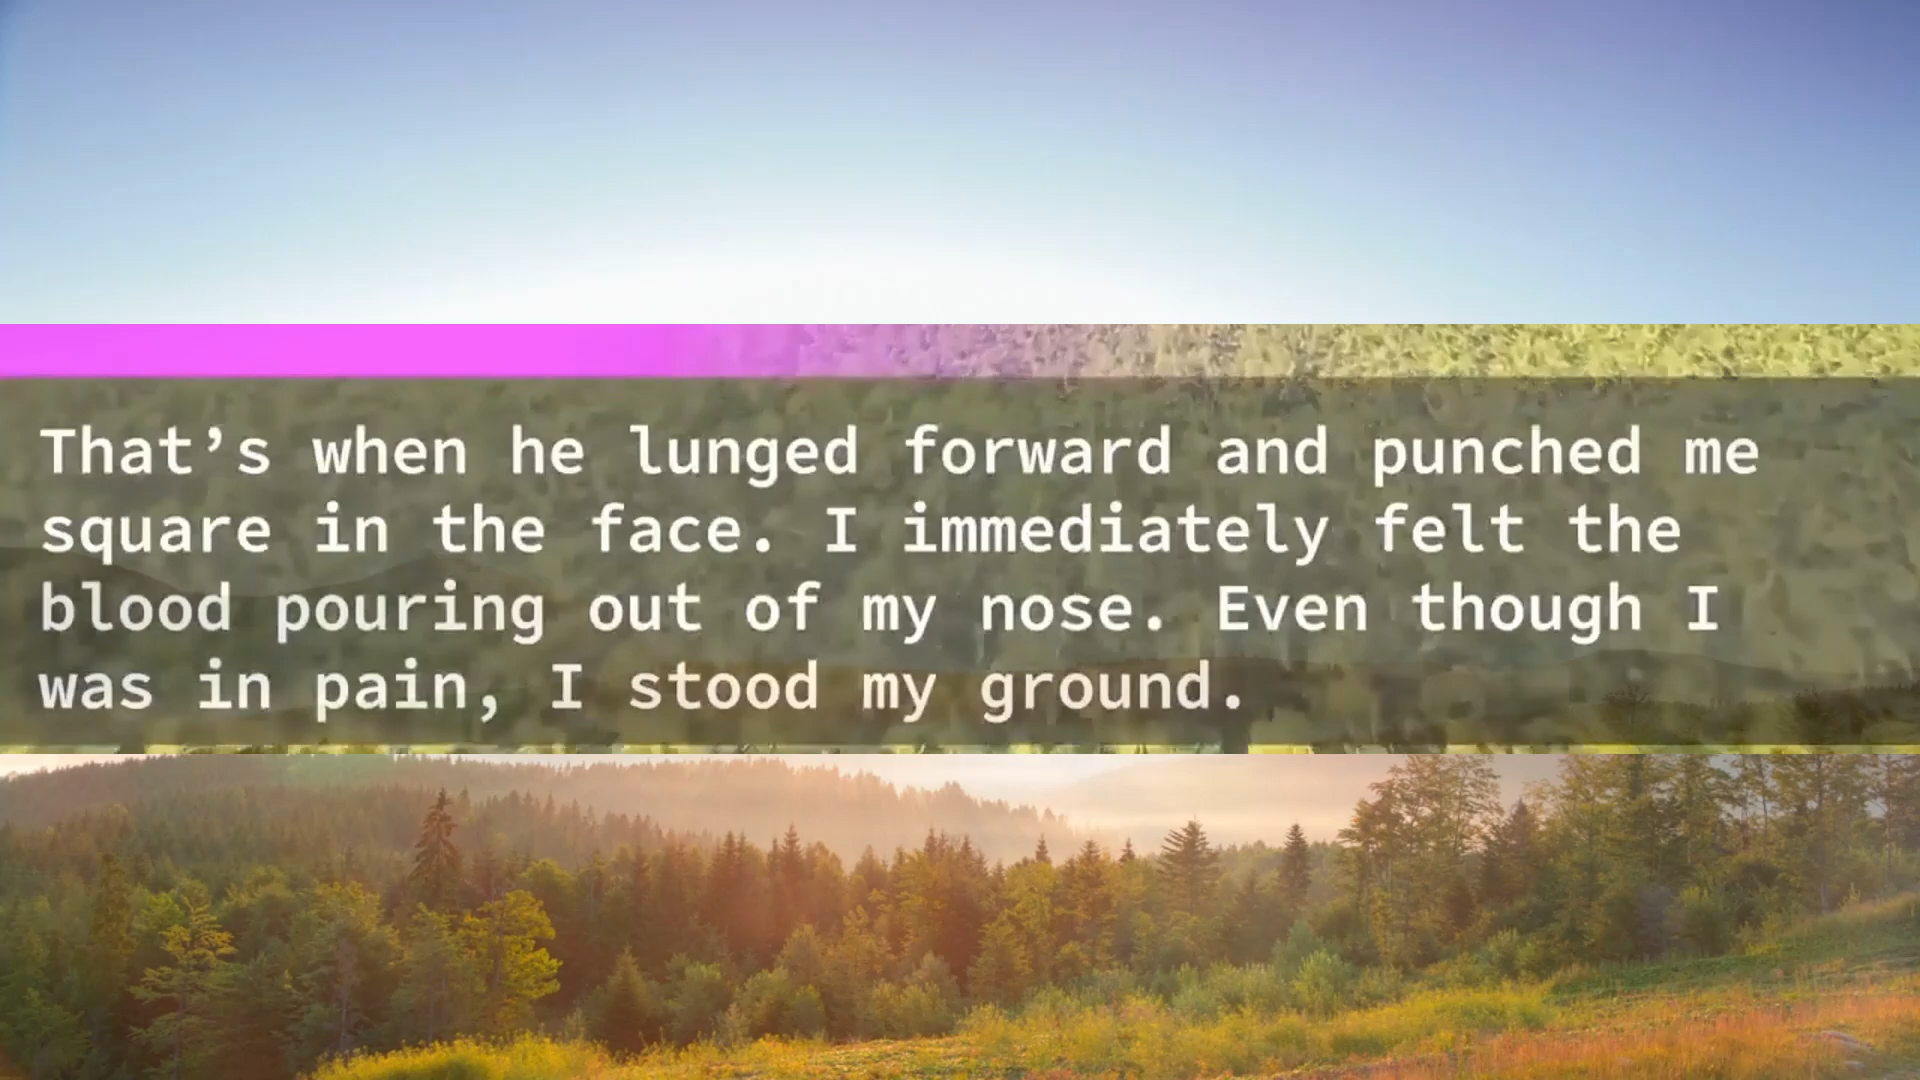 That’s when he lunged forward and punched me
square in the face. I immediately felt the
blood pouring out of my nose. Even though I
was in pain, I stood my ground.